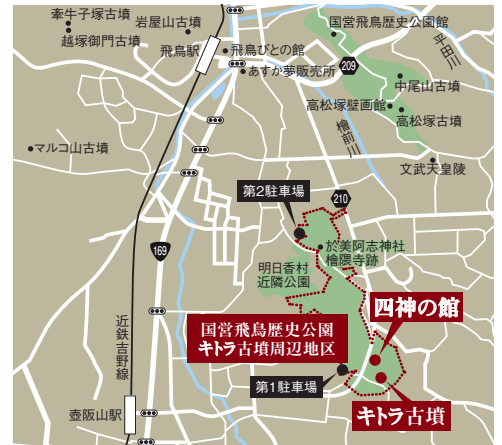 牽牛子塚古墳
越塚御門古墳
岩屋山古墳
飛鳥駅
飛鳥びとの館
あすか夢販売所
国営飛鳥歴史公園館
平田川
209
中尾山古墳
高松塚壁画館
高松塚古墳
檜前川
文武天皇陵
マルコ山古墳
第2駐車場
210
169
於美阿志神社
檜隈寺跡
明日香村
近隣公園
四神の館
国営飛鳥歴史公園
キトラ古墳周辺地区
近鉄吉野線
第1駐車場
キトラ古墳
壺阪山駅